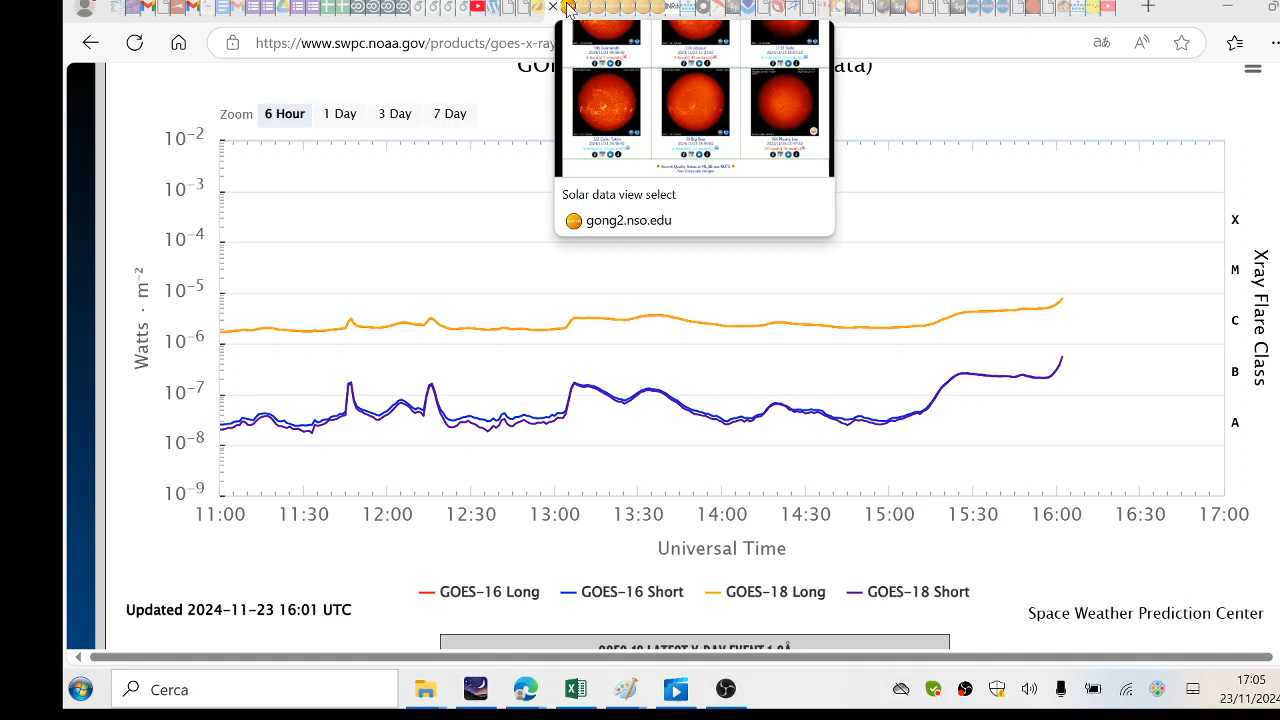 https://www.swpc.noaa.gov/products/goes-x-ray
80%
Solar data view select
gong2.nso.edu
Zoom 6 Hour 1 Day 3 Day 7 Day
10⁻²
10⁻³
10⁻⁴
10⁻⁵
10⁻⁶
10⁻⁷
10⁻⁸
10⁻⁹
Watts · m⁻²
X
M
C
B
A
Xray Flare Class
11:00 11:30 12:00 12:30 13:00 13:30 14:00 14:30 15:00 15:30 16:00 16:30 17:00
Universal Time
GOES-16 Long GOES-16 Short GOES-18 Long GOES-18 Short
Updated 2024-11-23 16:01 UTC
Space Weather Prediction Center
Cerca
17:05